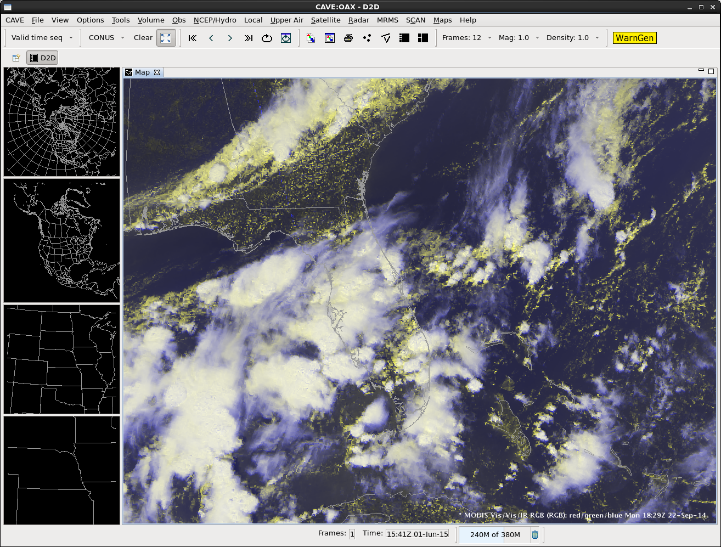 CAVE:OAX - D2D
CAVE File View Options Tools Volume Obs NCEP/Hydro Local Upper Air Satellite Radar MRMS SCAN Maps Help
Valid time seq CONUS Clear Frames: 12 Mag: 1.0 Density: 1.0 WarnGen
D2D
Map
MODIS Vis/Vis/IR RGB (RGB): red/green/blue Mon 18:29Z 22-Sep-14
Frames: 1 Time: 15:41Z 01-Jun-15 240M of 380M